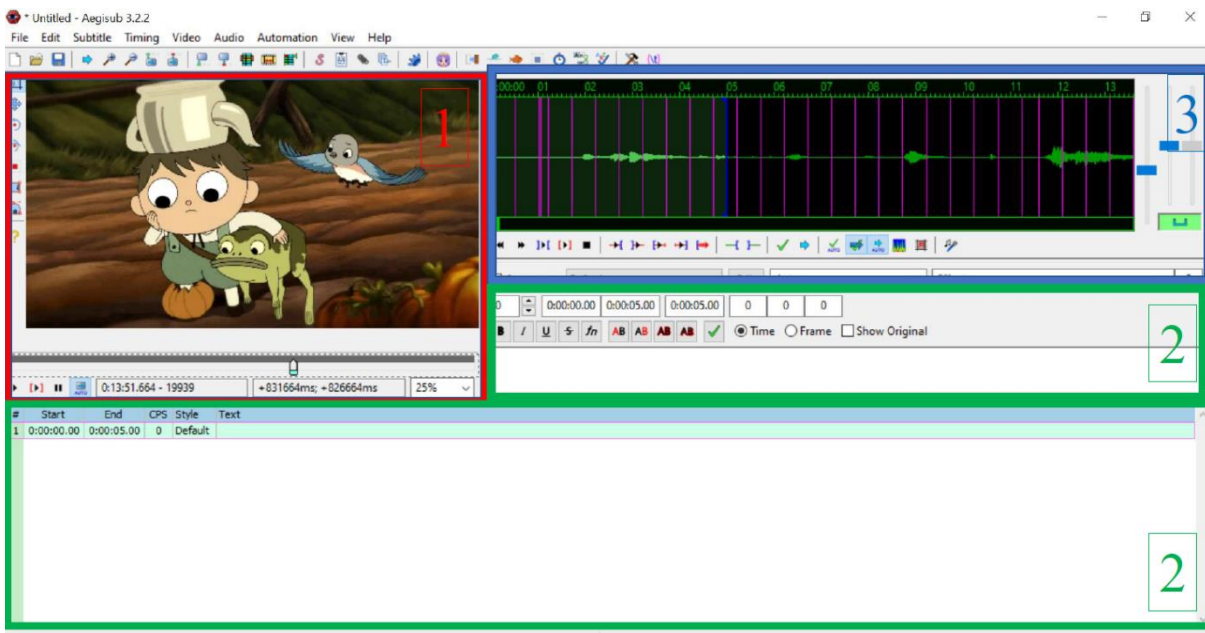 * Untitled - Aegisub 3.2.2
File Edit Subtitle Timing Video Audio Automation View Help
1
:00:00 01 02 03 04 05 06 07 08 09 10 11 12 13
3
0 0:00:00.00 0:00:05.00 0:00:05.00 0 0 0
B I U S fn AB AB AB AB Time Frame Show Original
2
0:13:51.664 - 19939 +831664ms; +826664ms 25%
# Start End CPS Style Text
1 0:00:00.00 0:00:05.00 0 Default
2